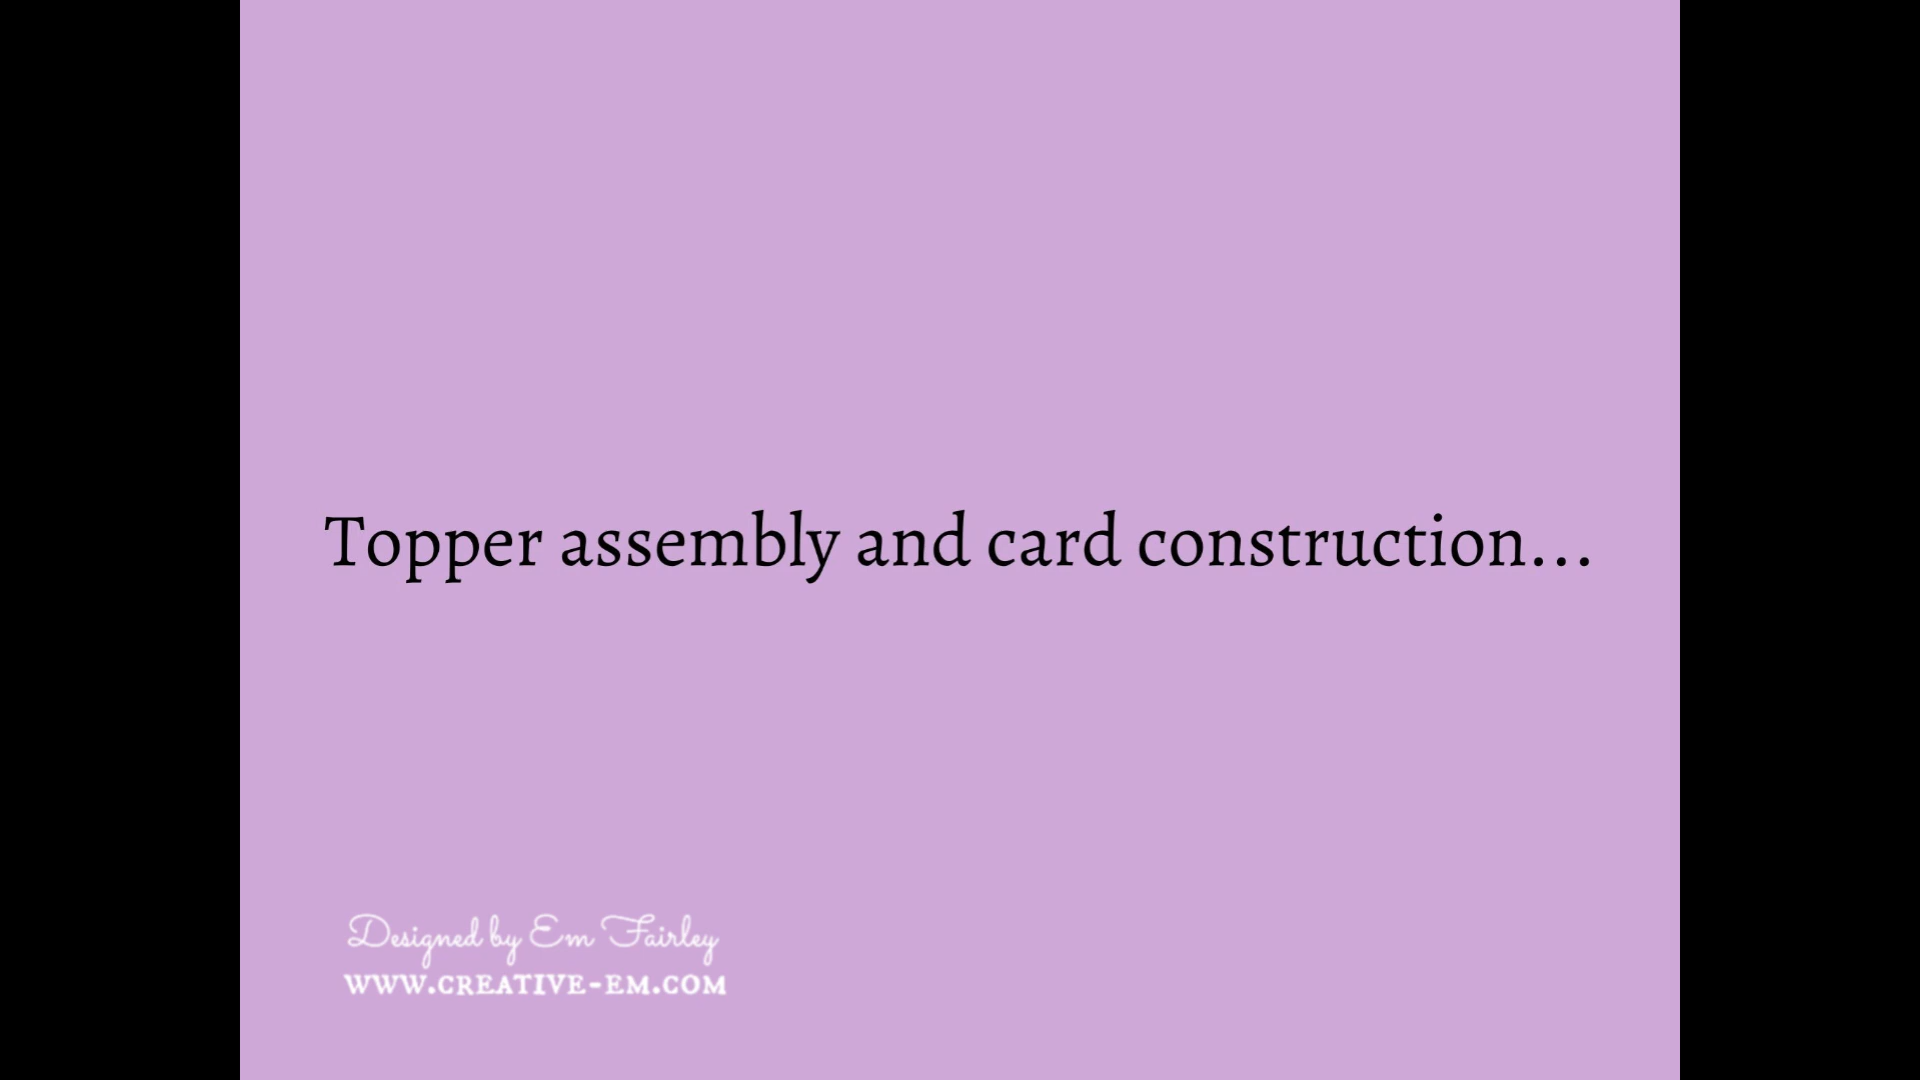 Topper assembly and card construction...
Designed by Em Fairley
WWW.CREATIVE-EM.COM